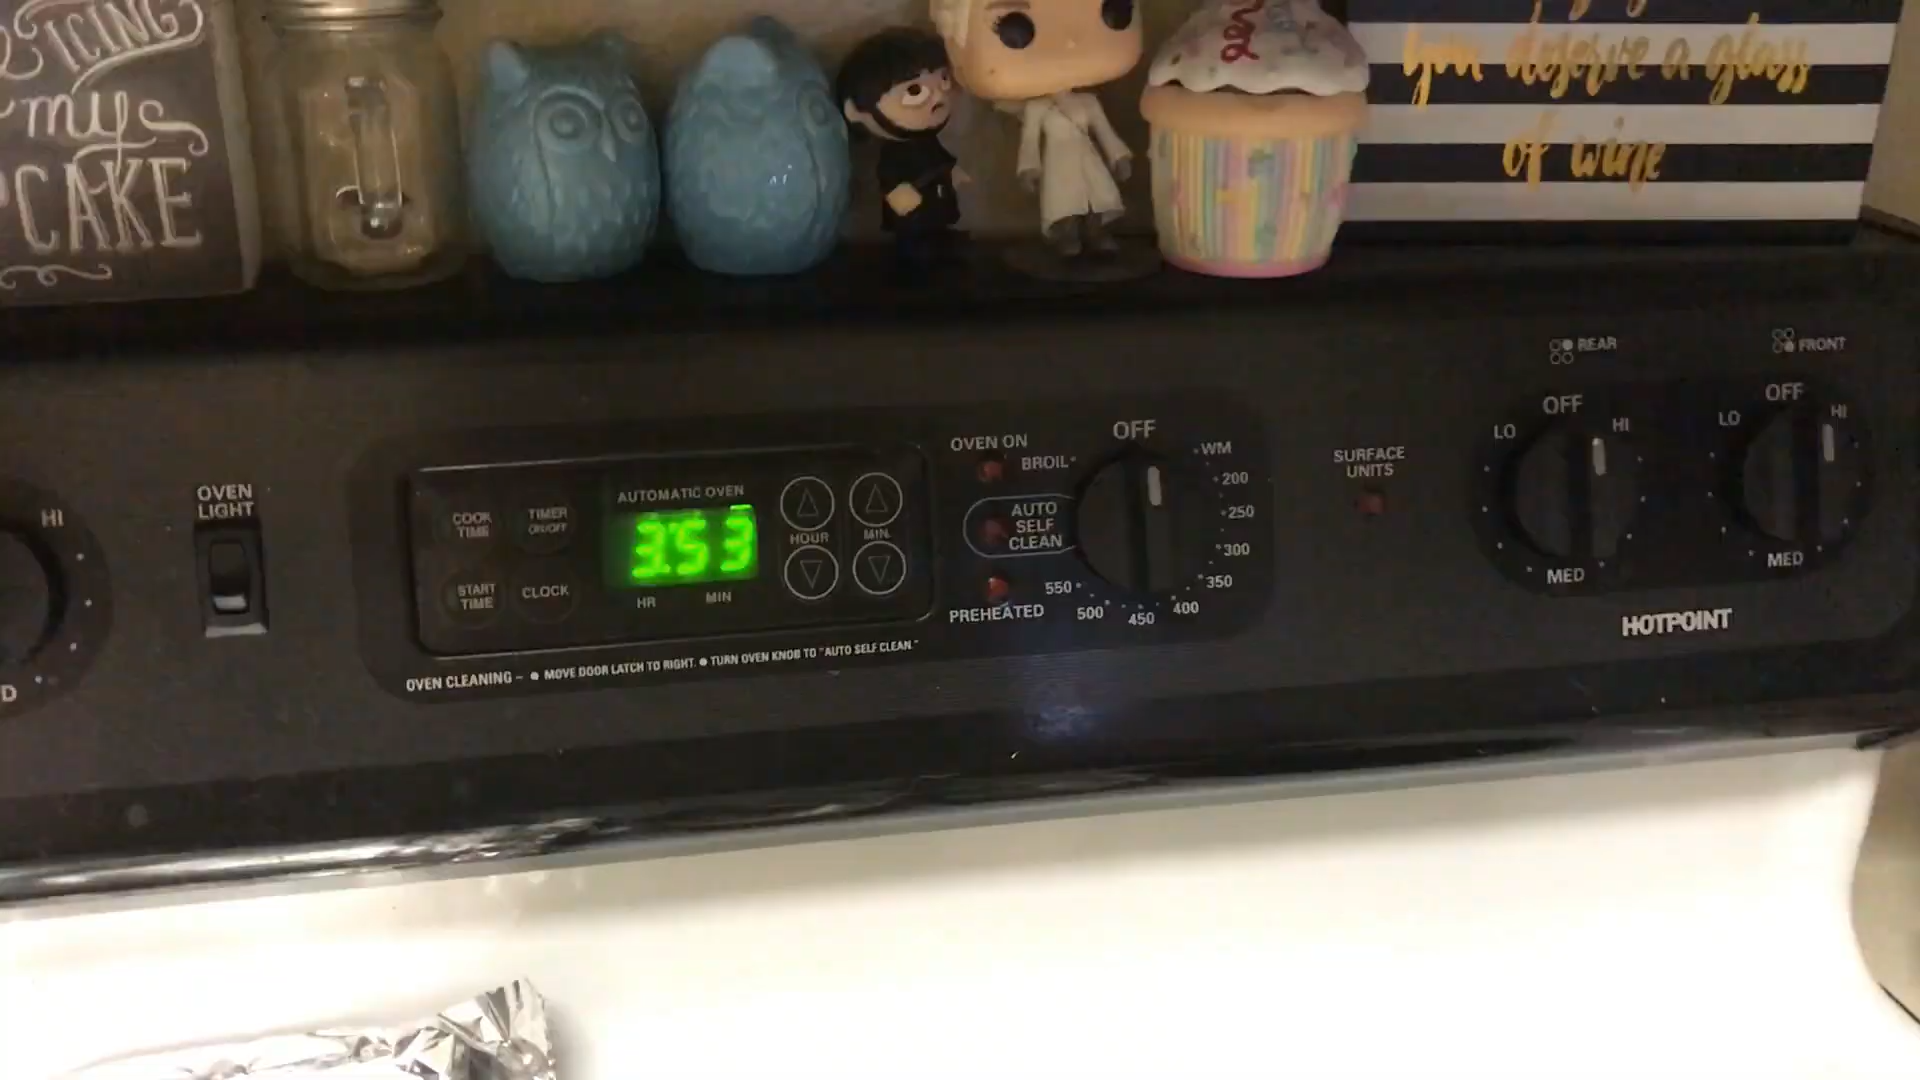 ICING
my
CAKE
you deserve a glass
of wine
REAR
FRONT
OFF
HI
LO
MED
OFF
HI
LO
MED
HOTPOINT
SURFACE
UNITS
OVEN ON
BROIL
OFF
WM
200
250
300
350
400
450
500
550
AUTO
SELF
CLEAN
PREHEATED
AUTOMATIC OVEN
3:53
HR MIN
HOUR
MIN.
COOK
TIME
TIMER
ON/OFF
START
TIME
CLOCK
OVEN
LIGHT
HI
OVEN CLEANING – ● MOVE DOOR LATCH TO RIGHT. ● TURN OVEN KNOB TO "AUTO SELF CLEAN."